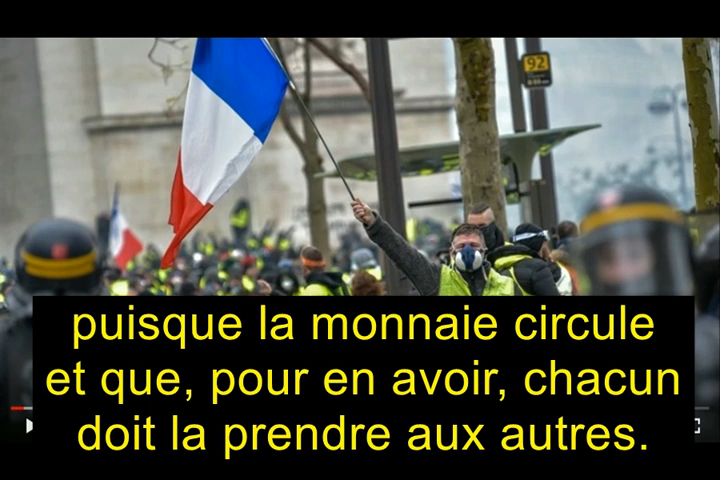 92
puisque la monnaie circule
et que, pour en avoir, chacun
doit la prendre aux autres.